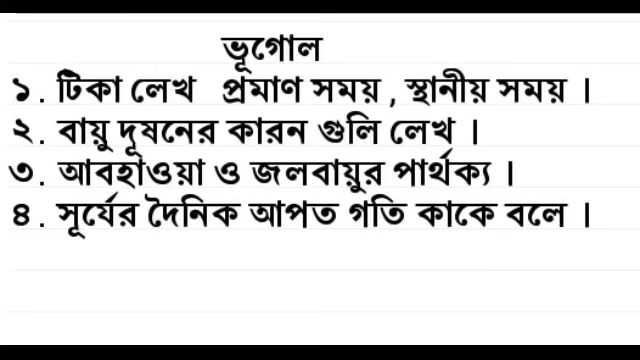 ভূগোল
১. টিকা লেখ প্রমাণ সময়, স্থানীয় সময়।
২. বায়ু দূষনের কারন গুলি লেখ।
৩. আবহাওয়া ও জলবায়ুর পার্থক্য।
৪. সূর্যের দৈনিক আপত গতি কাকে বলে।